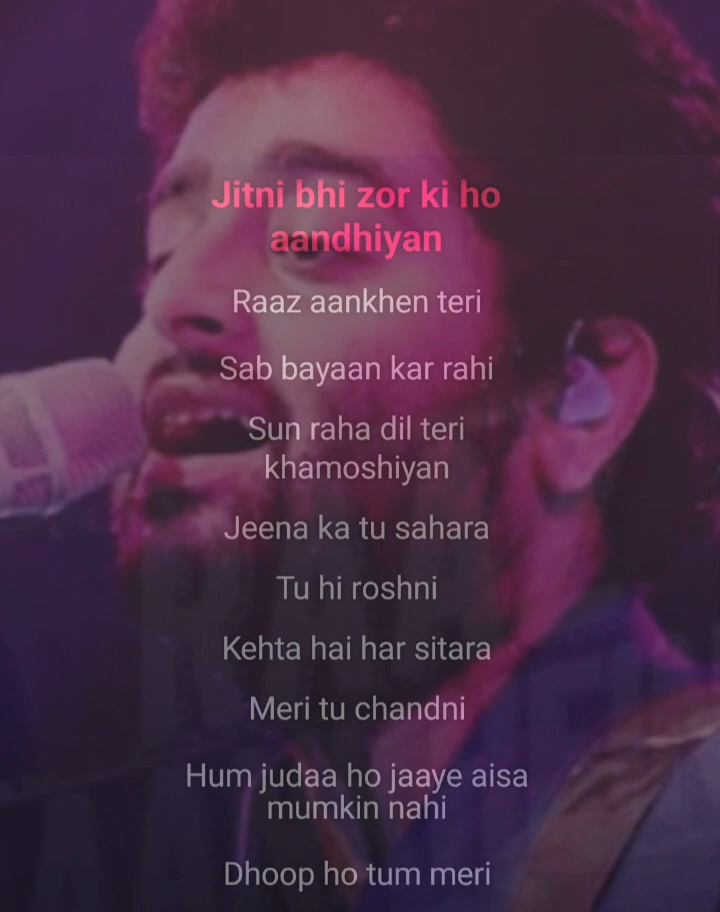 Jitni bhi zor ki ho
aandhiyan
Raaz aankhen teri
Sab bayaan kar rahi
Sun raha dil teri
khamoshiyan
Jeena ka tu sahara
Tu hi roshni
Kehta hai har sitara
Meri tu chandni
Hum judaa ho jaaye aisa
mumkin nahi
Dhoop ho tum meri